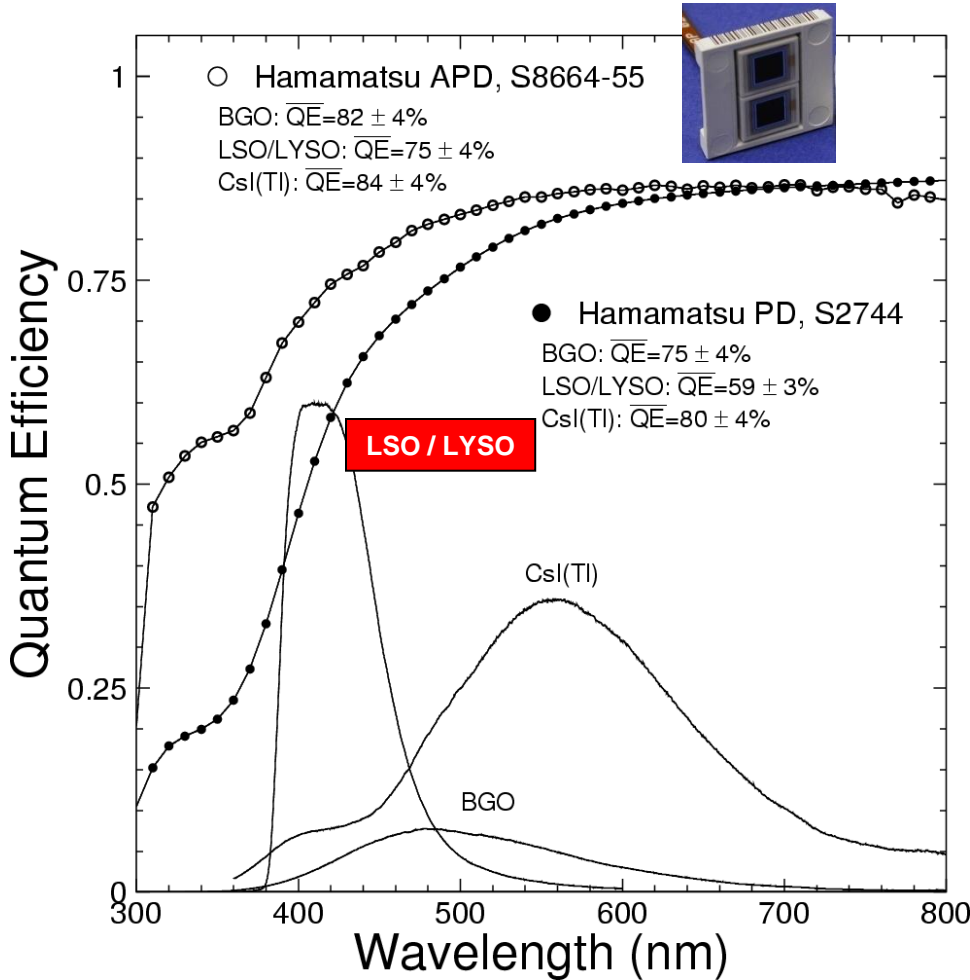 Hamamatsu APD, S8664-55
BGO: QE=82 ± 4%
LSO/LYSO: QE=75 ± 4%
CsI(Tl): QE=84 ± 4%
Hamamatsu PD, S2744
BGO: QE=75 ± 4%
LSO/LYSO: QE=59 ± 3%
CsI(Tl): QE=80 ± 4%
LSO / LYSO
CsI(Tl)
BGO
Quantum Efficiency
1
0.75
0.5
0.25
0
300 400 500 600 700 800
Wavelength (nm)